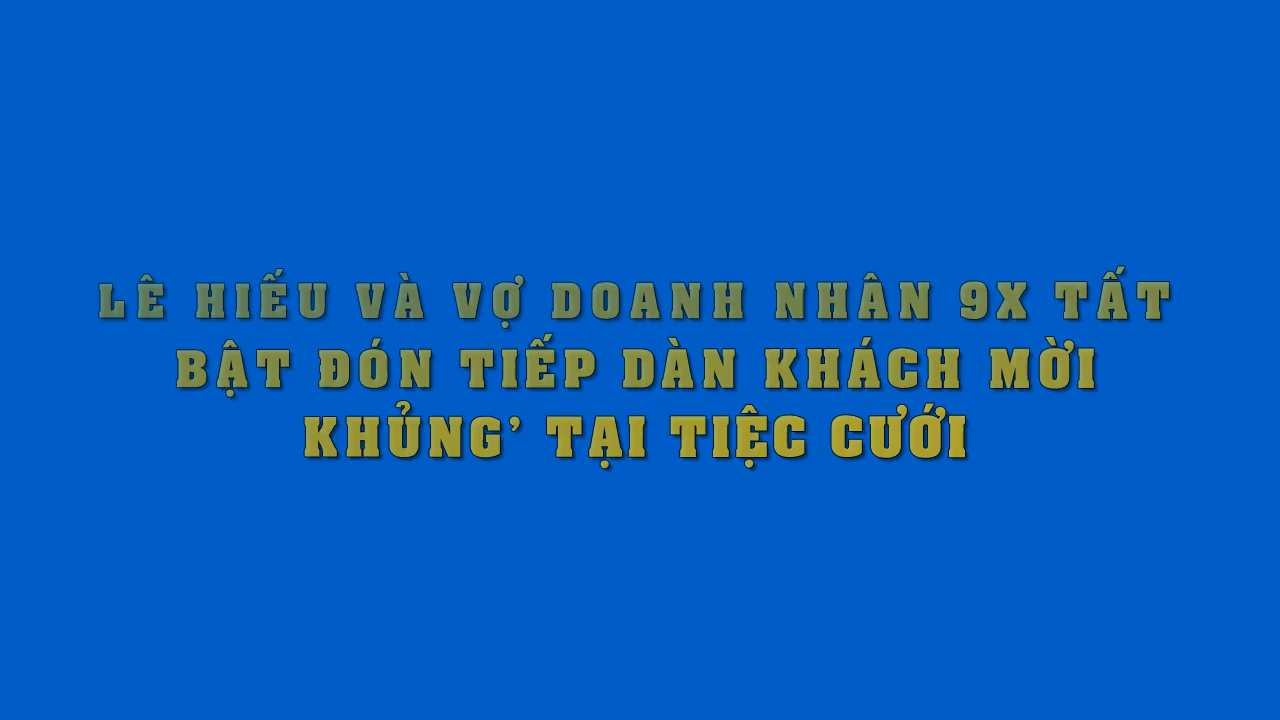 LÊ HIẾU VÀ VỢ DOANH NHÂN 9X TẤT
BẬT ĐÓN TIẾP DÀN KHÁCH MỜI
KHỦNG’ TẠI TIỆC CƯỚI